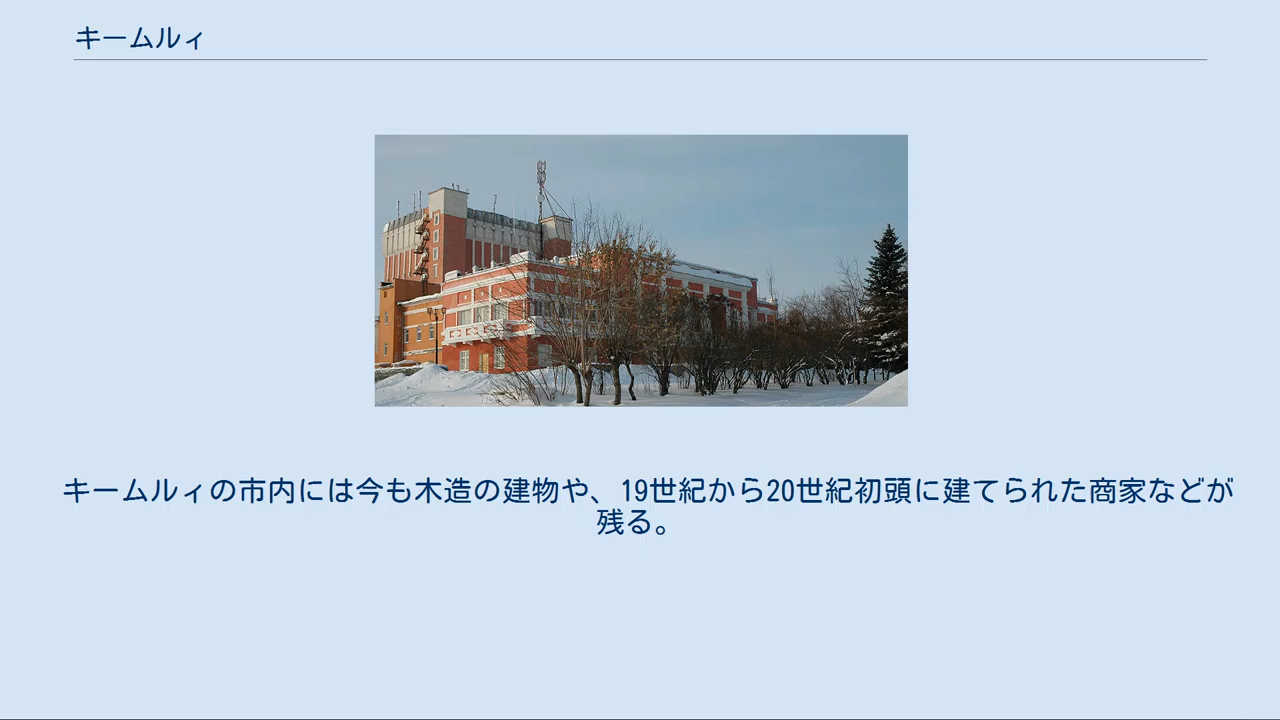 キームルィ
キームルィの市内には今も木造の建物や、19世紀から20世紀初頭に建てられた商家などが
残る。